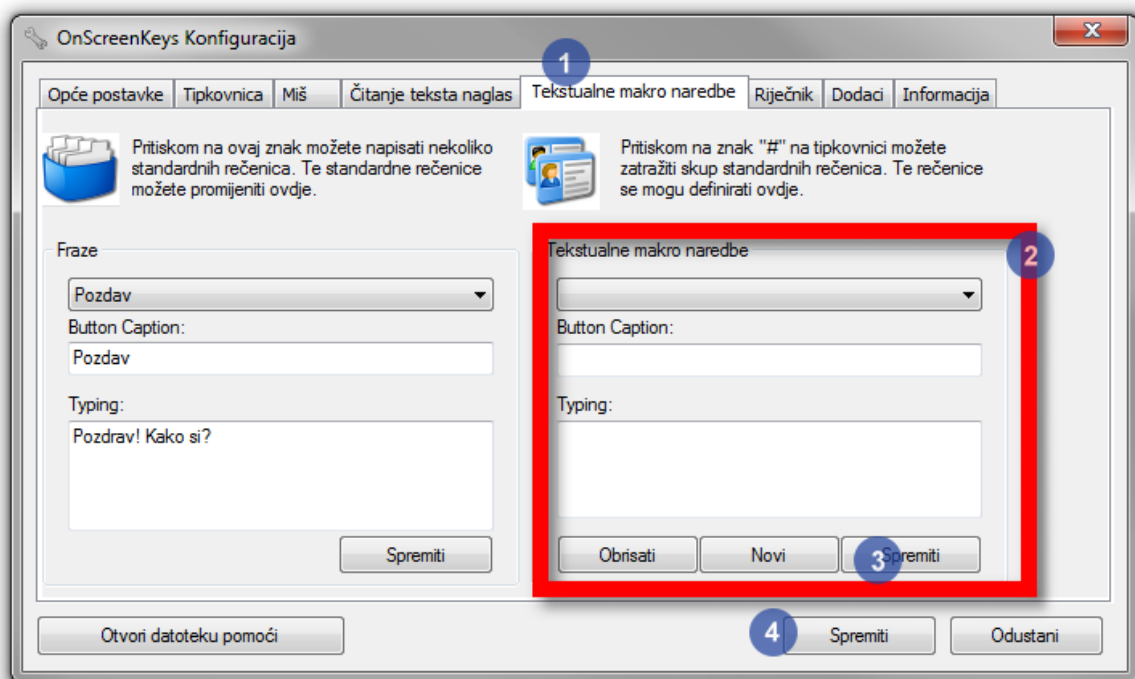 OnScreenKeys Konfiguracija
1
Opće postavke Tipkovnica Miš Čitanje teksta naglas Tekstualne makro naredbe Riječnik Dodaci Informacija
Pritiskom na ovaj znak možete napisati nekoliko
standardnih rečenica. Te standardne rečenice
možete promijeniti ovdje.
Pritiskom na znak "#" na tipkovnici možete
zatražiti skup standardnih rečenica. Te rečenice
se mogu definirati ovdje.
Fraze
Pozdav
Button Caption:
Pozdav
Typing:
Pozdrav! Kako si?
Spremiti
Tekstualne makro naredbe
2
Button Caption:
Typing:
Obrisati Novi 3 Spremiti
Otvori datoteku pomoći 4 Spremiti Odustani